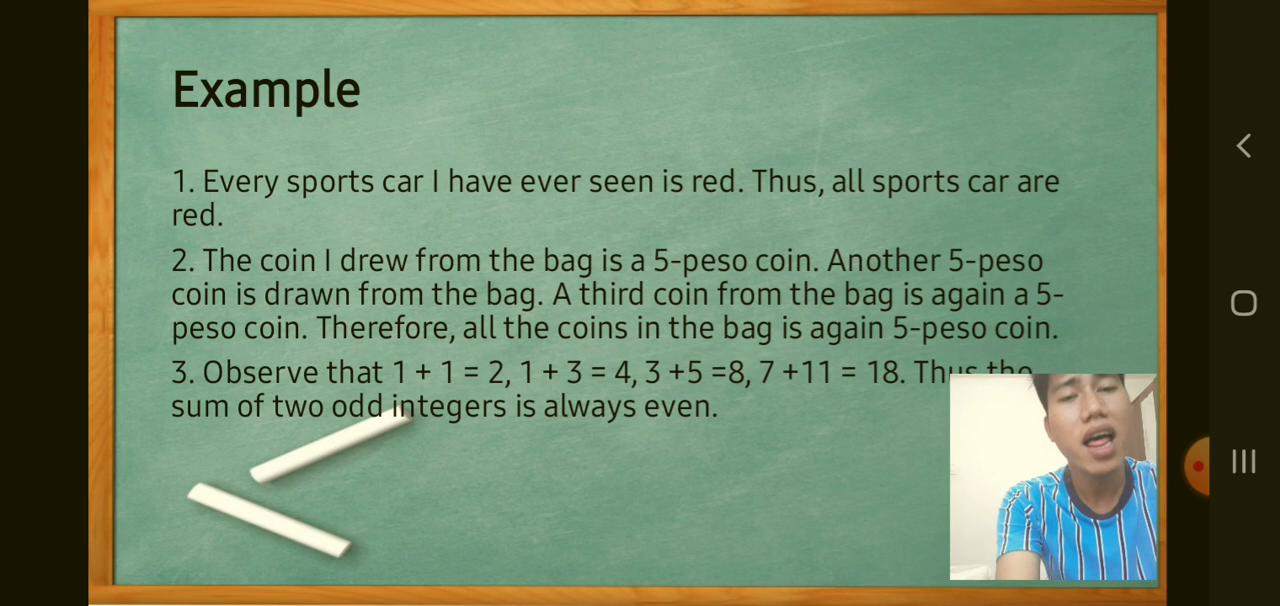 Example
1. Every sports car I have ever seen is red. Thus, all sports car are
red.
2. The coin I drew from the bag is a 5-peso coin. Another 5-peso
coin is drawn from the bag. A third coin from the bag is again a 5-
peso coin. Therefore, all the coins in the bag is again 5-peso coin.
3. Observe that 1 + 1 = 2, 1 + 3 = 4, 3 +5 =8, 7 +11 = 18. Thus the
sum of two odd integers is always even.